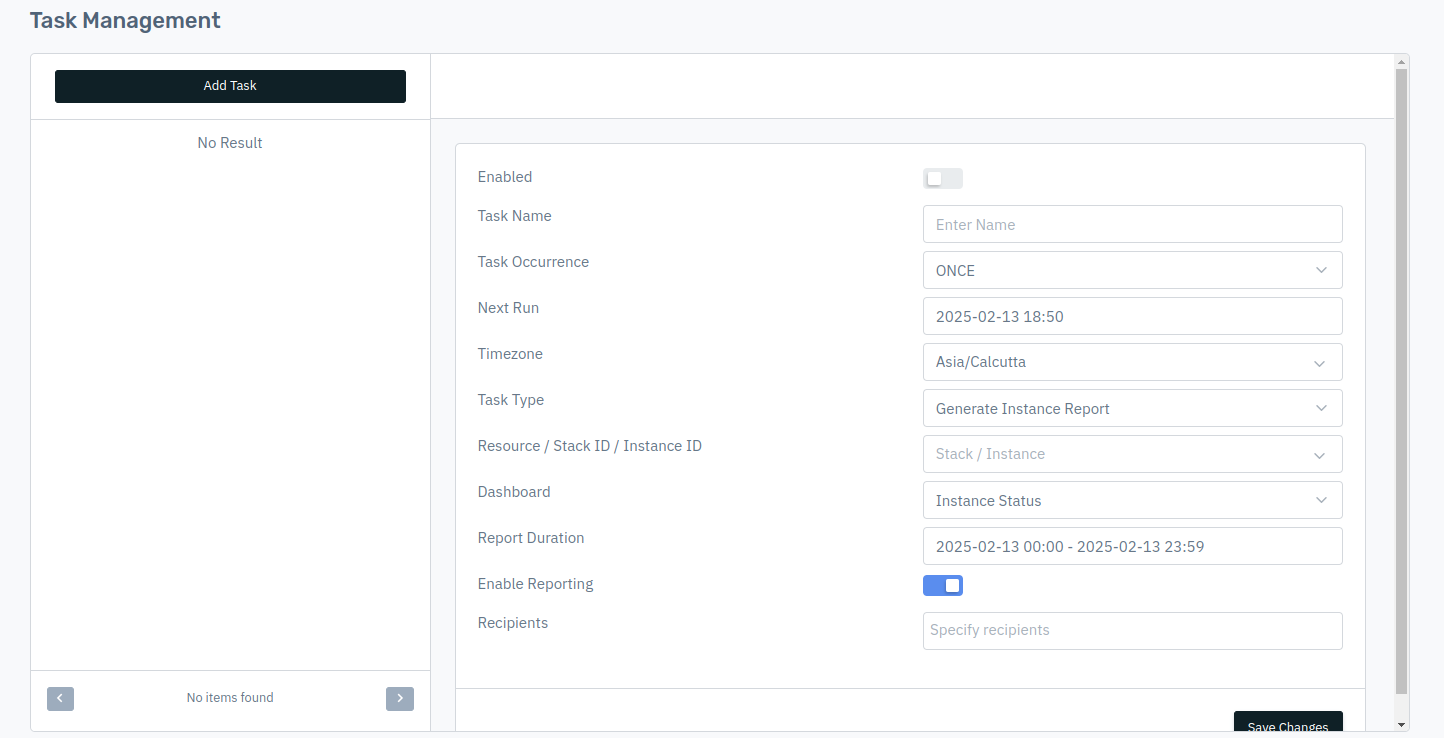 Task Management
Add Task
No Result
No items found
Enabled
Task Name
Enter Name
Task Occurrence
ONCE
Next Run
2025-02-13 18:50
Timezone
Asia/Calcutta
Task Type
Generate Instance Report
Resource / Stack ID / Instance ID
Stack / Instance
Dashboard
Instance Status
Report Duration
2025-02-13 00:00 - 2025-02-13 23:59
Enable Reporting
Recipients
Specify recipients
Save Changes